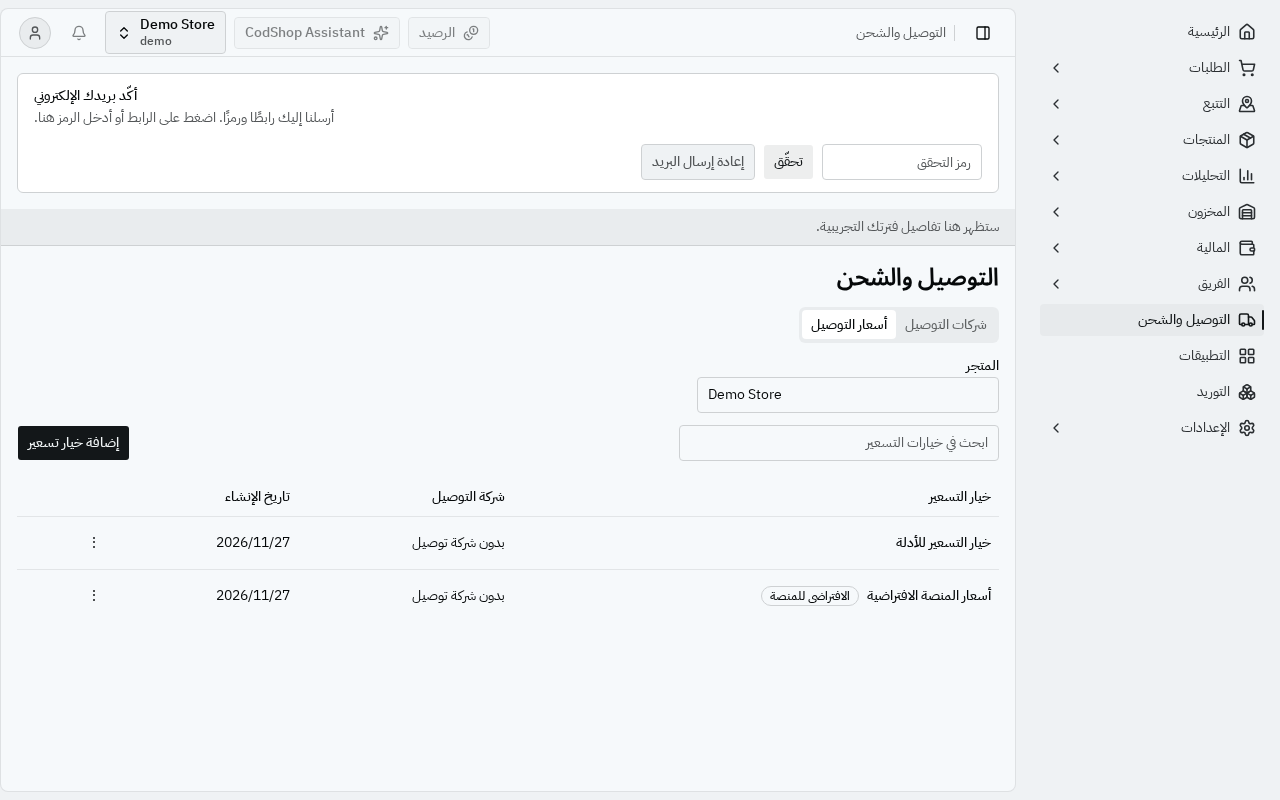 الرئيسية
الطلبات
التتبع
المنتجات
التحليلات
المخزون
المالية
الفريق
التوصيل والشحن
التطبيقات
التوريد
الإعدادات
التوصيل والشحن
الرصيد
CodShop Assistant
Demo Store
demo
أكّد بريدك الإلكتروني
أرسلنا إليك رابطًا ورمزًا. اضغط على الرابط أو أدخل الرمز هنا.
رمز التحقق
تحقّق
إعادة إرسال البريد
ستظهر هنا تفاصيل فترتك التجريبية.
التوصيل والشحن
شركات التوصيل
أسعار التوصيل
المتجر
Demo Store
ابحث في خيارات التسعير
إضافة خيار تسعير
خيار التسعير
شركة التوصيل
تاريخ الإنشاء
خيار التسعير للأدلة
بدون شركة توصيل
2026/11/27
أسعار المنصة الافتراضية
الافتراضي للمنصة
بدون شركة توصيل
2026/11/27